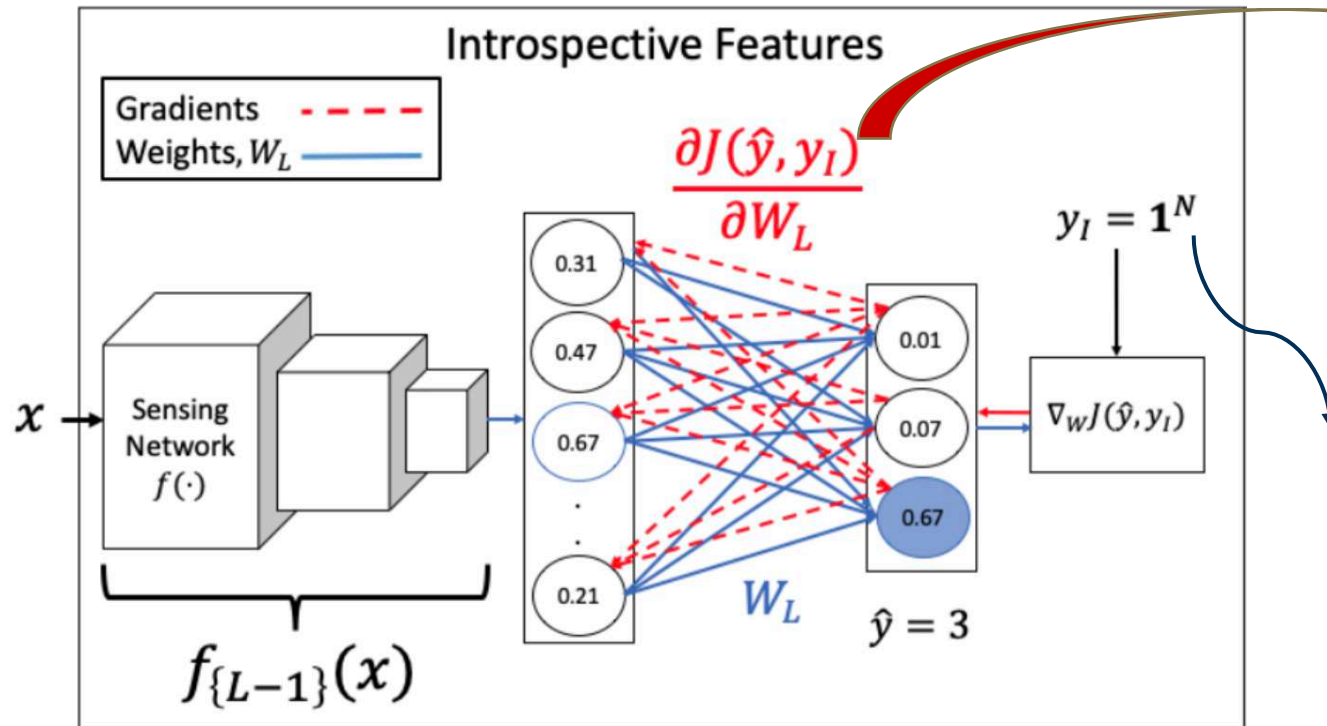 Introspective Features
Gradients
Weights, W_L
∂J(ŷ, y_I)
∂W_L
y_I = 1^N
0.31
0.47
0.67
.
.
0.21
0.01
0.07
0.67
x
Sensing
Network
f(·)
∇_W J(ŷ, y_I)
W_L
ŷ = 3
f_{L−1}(x)